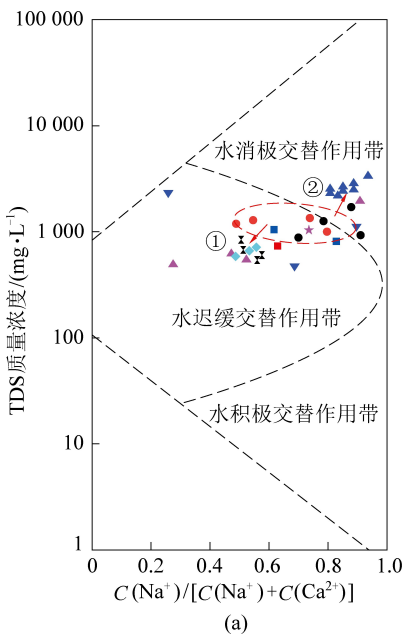 100 000
10 000
1 000
100
10
1
TDS质量浓度/(mg•L⁻¹)
水消极交替作用带
②
①
水迟缓交替作用带
水积极交替作用带
0 0.2 0.4 0.6 0.8 1.0
C(Na⁺)/[C(Na⁺)+C(Ca²⁺)]
(a)